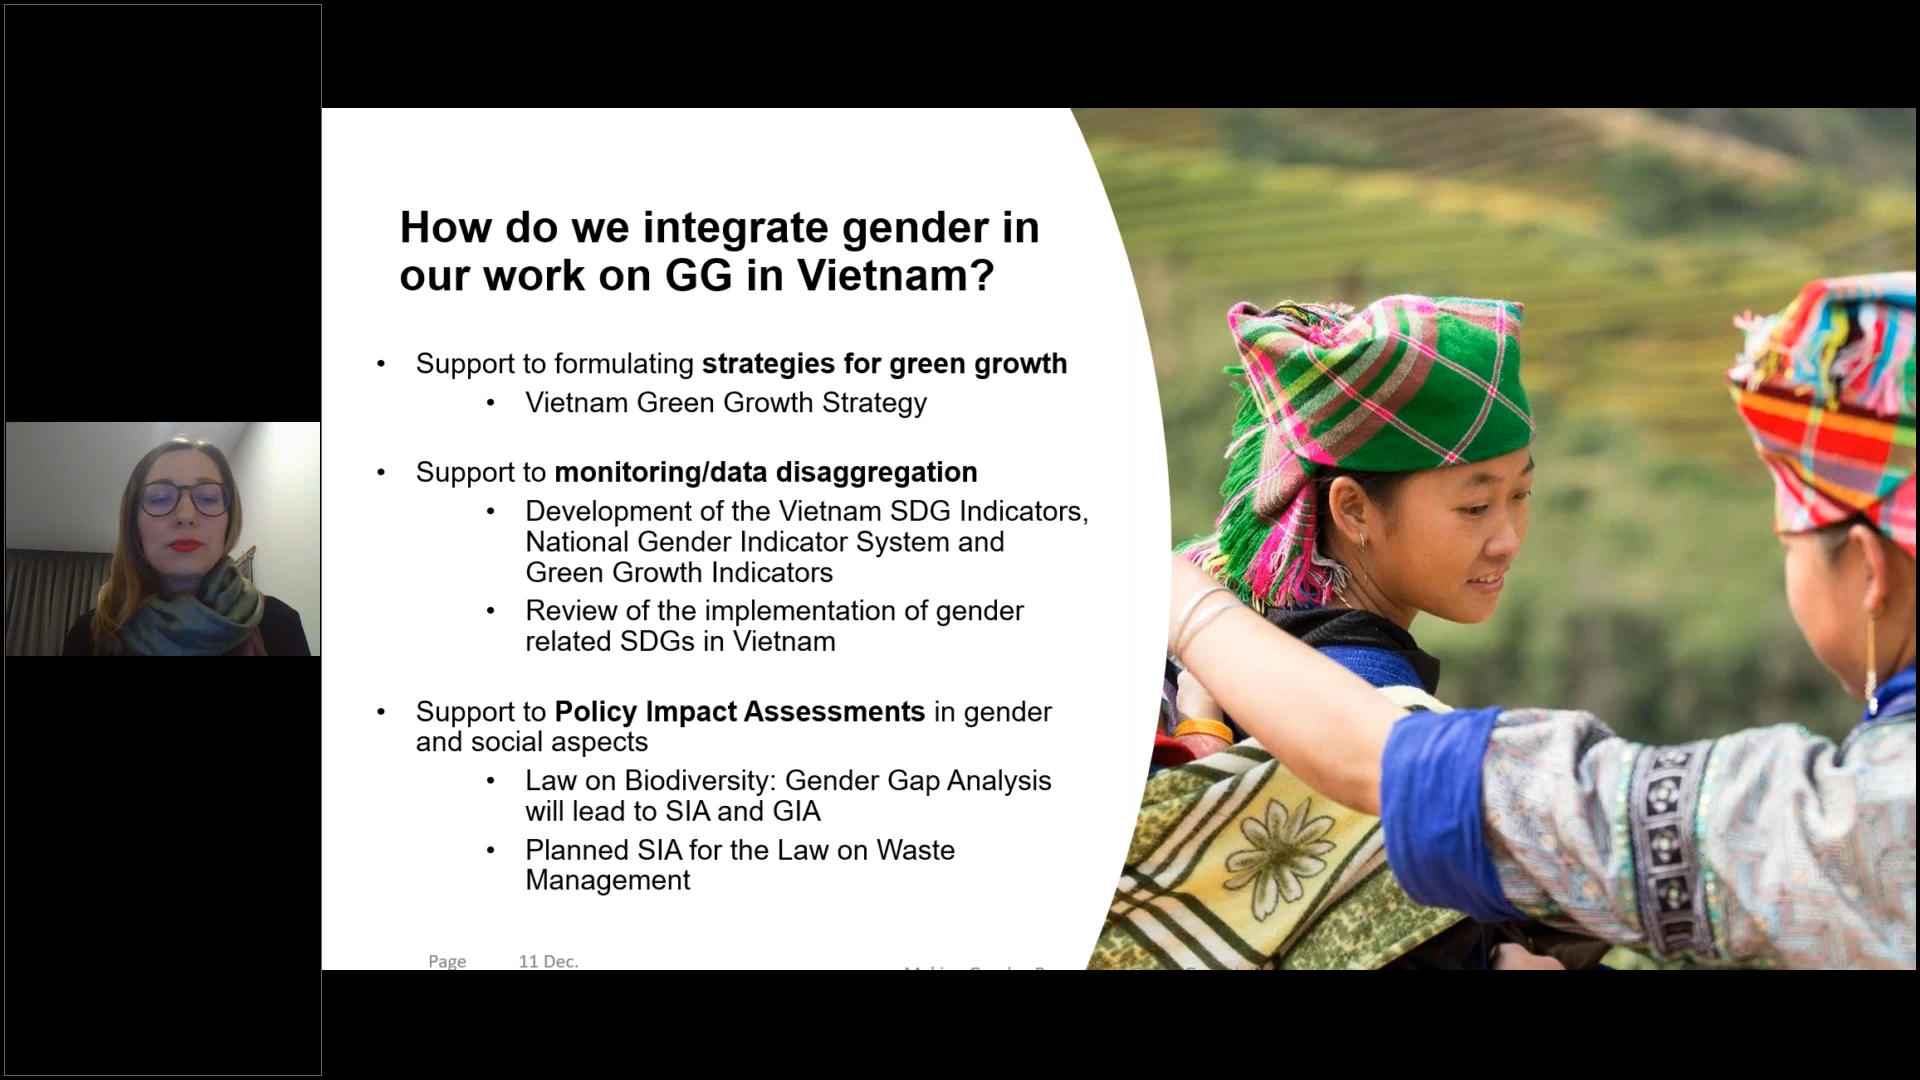 How do we integrate gender in
our work on GG in Vietnam?
• Support to formulating strategies for green growth
• Vietnam Green Growth Strategy
• Support to monitoring/data disaggregation
• Development of the Vietnam SDG Indicators,
National Gender Indicator System and
Green Growth Indicators
• Review of the implementation of gender
related SDGs in Vietnam
• Support to Policy Impact Assessments in gender
and social aspects
• Law on Biodiversity: Gender Gap Analysis
will lead to SIA and GIA
• Planned SIA for the Law on Waste
Management
Page 11 Dec.